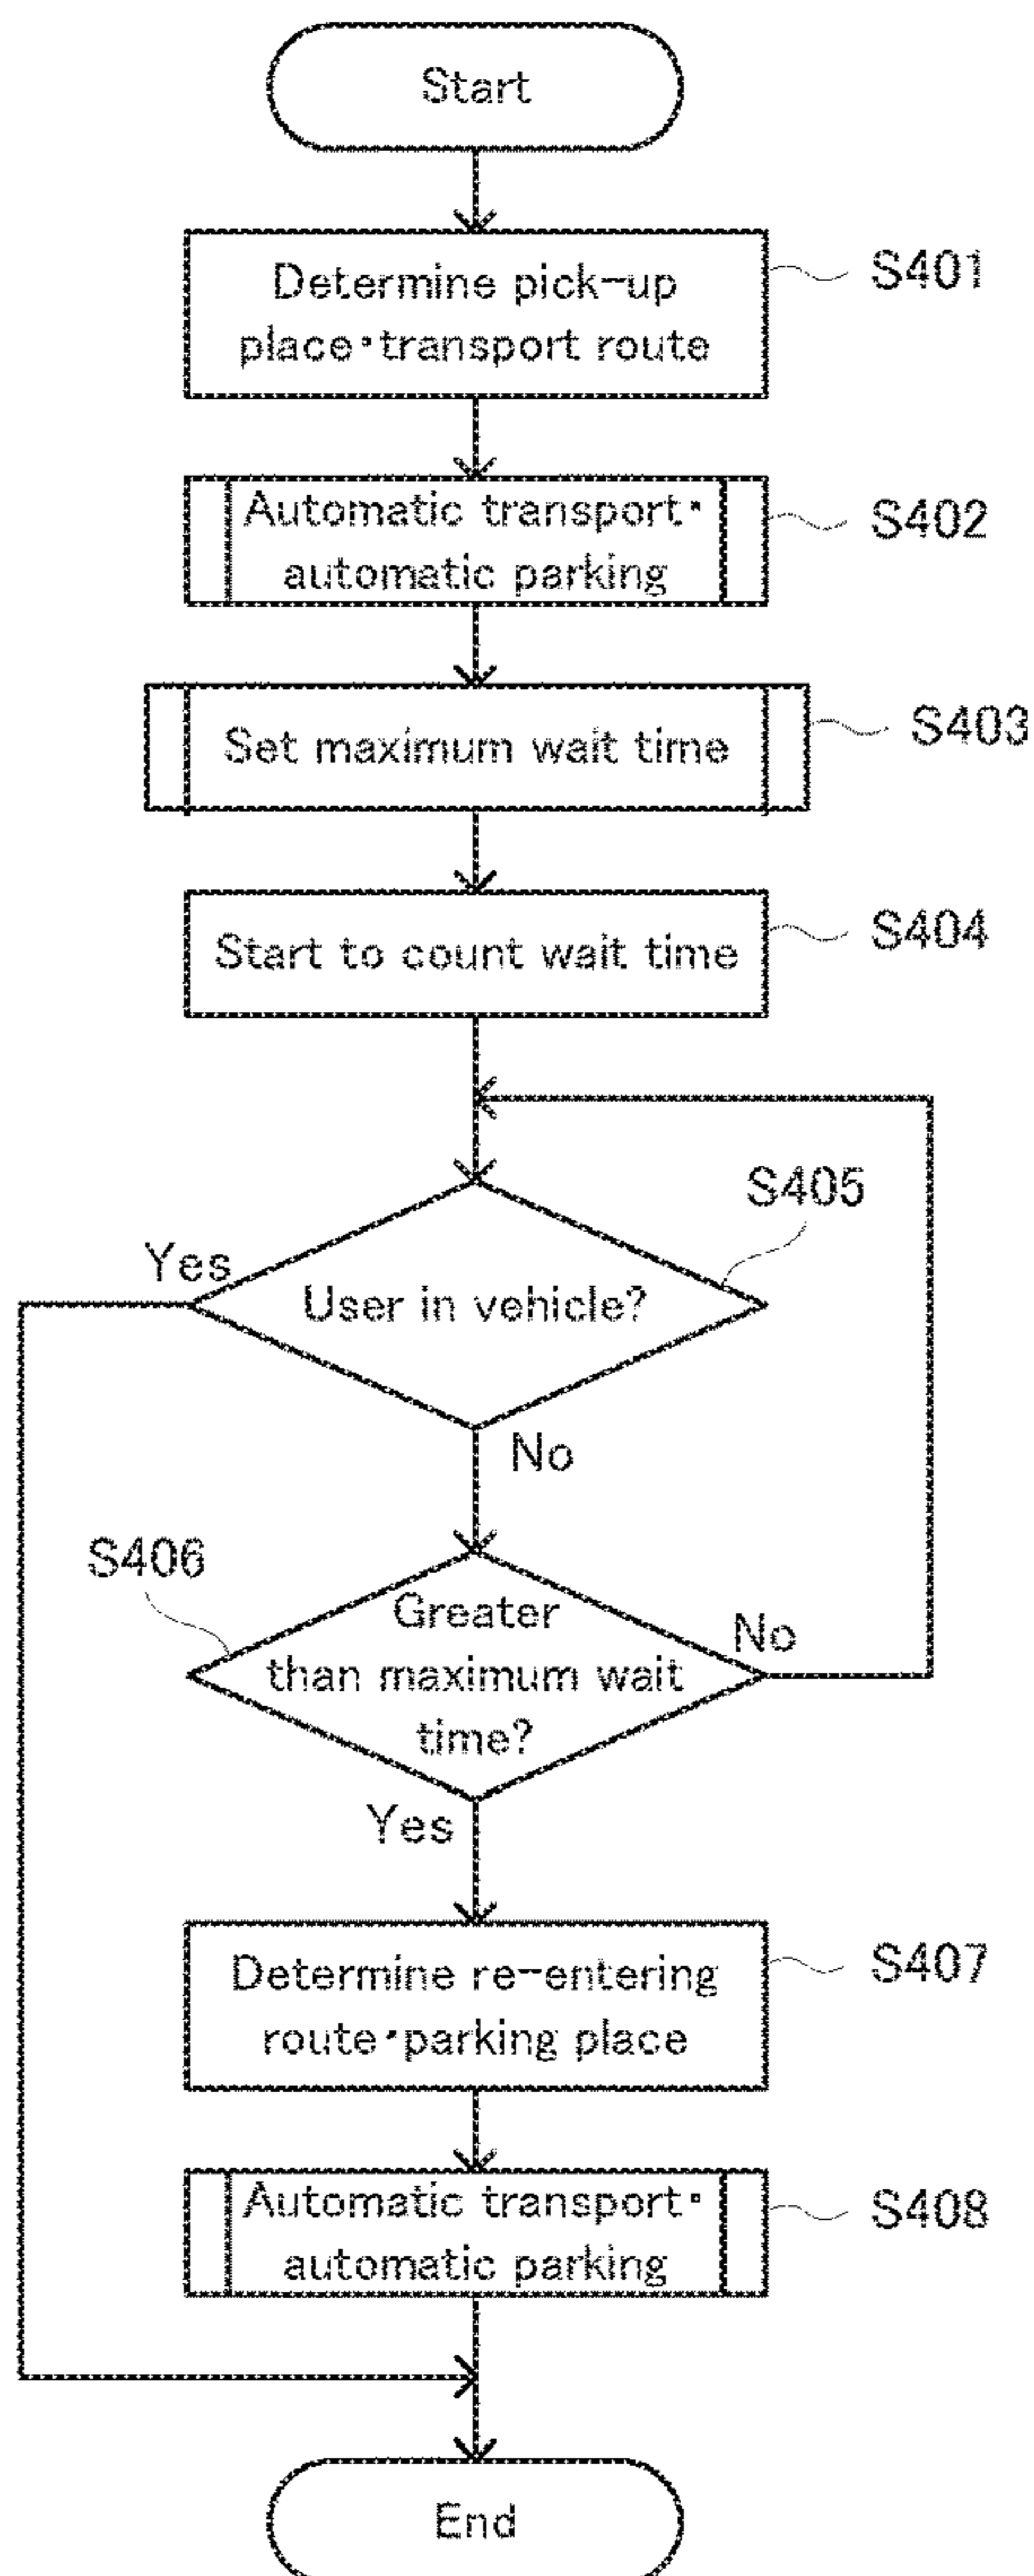 Start
Determine pick-up
place・transport route
S401
Automatic transport・
automatic parking
S402
Set maximum wait time
S403
Start to count wait time
S404
S405
Yes
User in vehicle?
No
S406
Greater
than maximum wait
time?
No
Yes
Determine re-entering
route・parking place
S407
Automatic transport・
automatic parking
S408
End